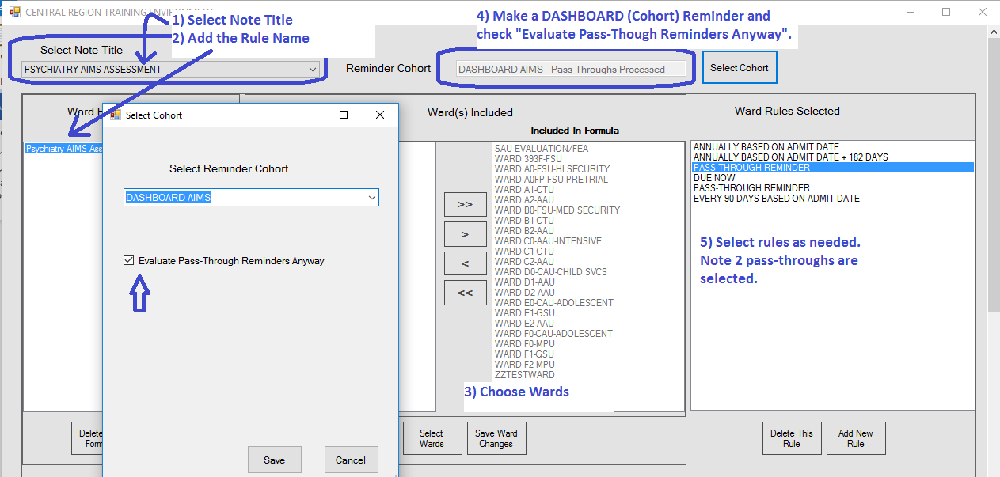 CENTRAL REGION TRAINING ENVIRONMENT
1) Select Note Title
2) Add the Rule Name
4) Make a DASHBOARD (Cohort) Reminder and
check "Evaluate Pass-Though Reminders Anyway".
Select Note Title
PSYCHIATRY AIMS ASSESSMENT
Reminder Cohort
DASHBOARD AIMS - Pass-Throughs Processed
Select Cohort
Ward F
Psychiatry AIMS Ass
Delete
Form
Select Cohort
Select Reminder Cohort
DASHBOARD AIMS
Evaluate Pass-Through Reminders Anyway
Save
Cancel
Ward(s) Included
Included In Formula
>>
>
<
<<
SAU EVALUATION/FEA
WARD 393F-FSU
WARD A0-FSU-HI SECURITY
WARD A0FP-FSU-PRETRIAL
WARD A1-CTU
WARD A2-AAU
WARD B0-FSU-MED SECURITY
WARD B1-CTU
WARD B2-AAU
WARD C0-AAU-INTENSIVE
WARD C1-CTU
WARD C2-AAU
WARD D0-CAU-CHILD SVCS
WARD D1-AAU
WARD D2-AAU
WARD E0-CAU-ADOLESCENT
WARD E1-GSU
WARD E2-AAU
WARD F0-CAU-ADOLESCENT
WARD F0-MPU
WARD F1-GSU
WARD F2-MPU
ZZTESTWARD
3) Choose Wards
Select
Wards
Save Ward
Changes
Ward Rules Selected
ANNUALLY BASED ON ADMIT DATE
ANNUALLY BASED ON ADMIT DATE + 182 DAYS
PASS-THROUGH REMINDER
DUE NOW
PASS-THROUGH REMINDER
EVERY 90 DAYS BASED ON ADMIT DATE
5) Select rules as needed.
Note 2 pass-throughs are
selected.
Delete This
Rule
Add New
Rule